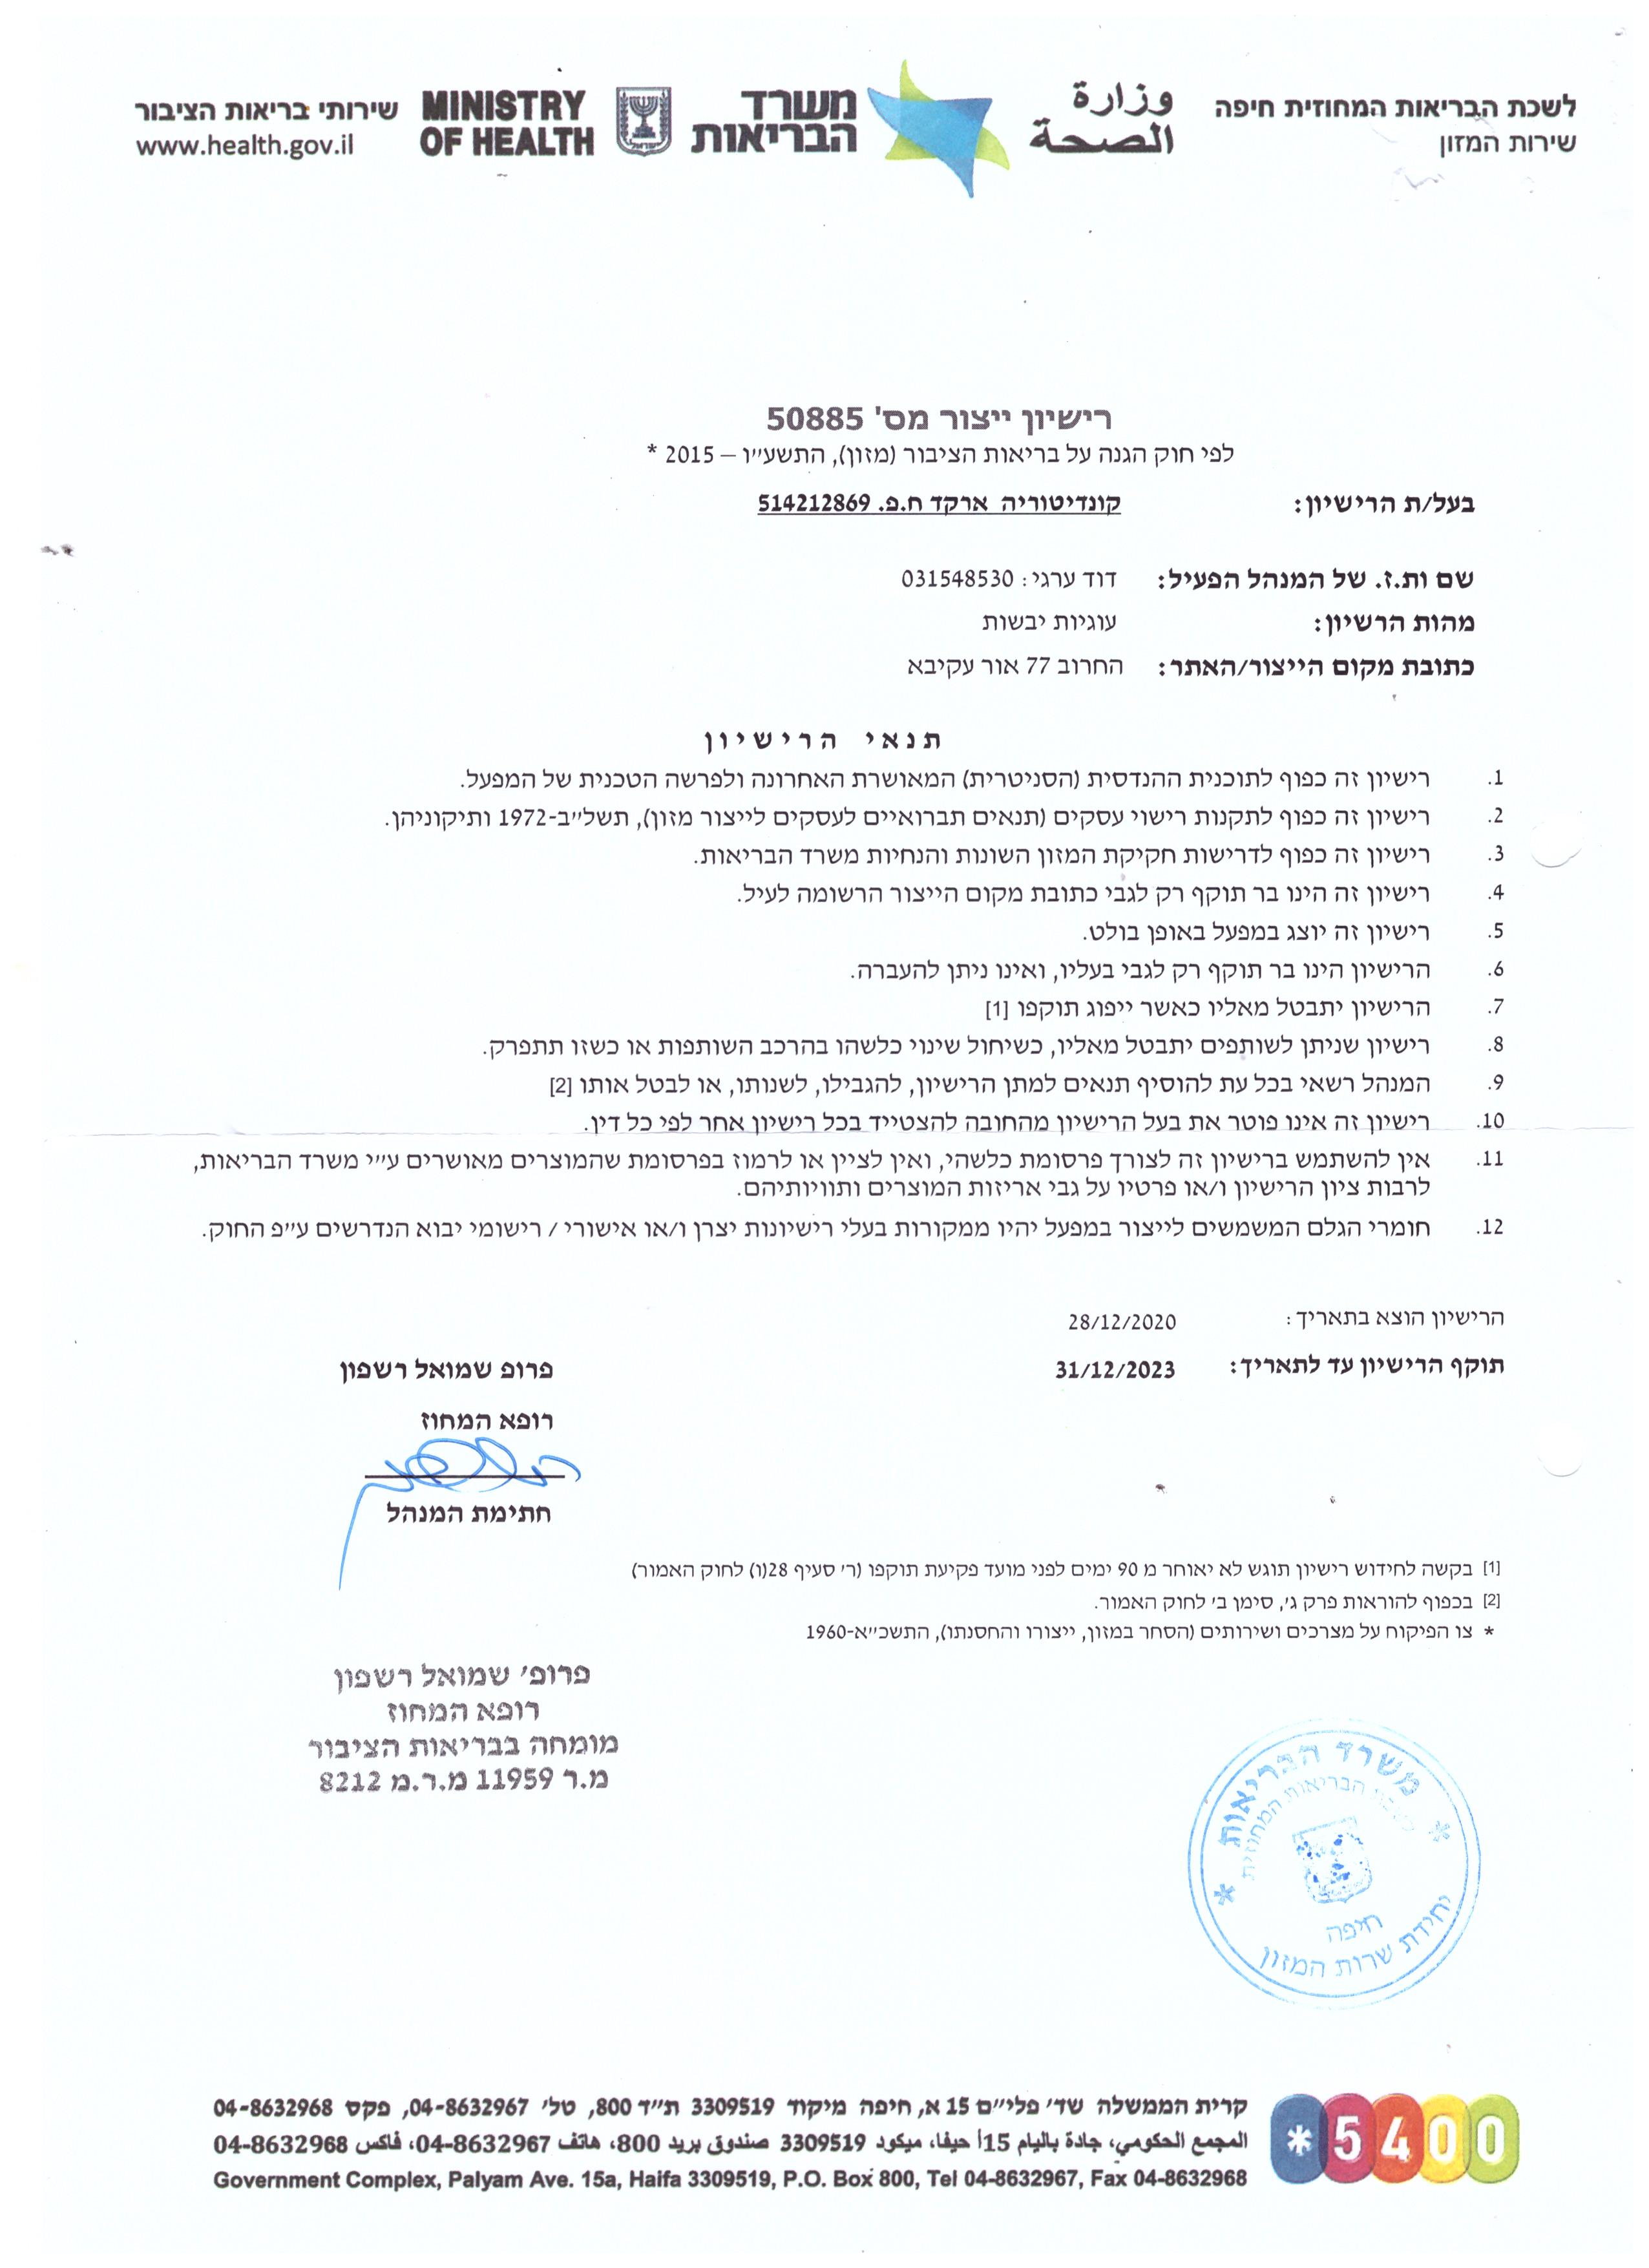 לשכת הבריאות המחוזית חיפה
שירות המזון
وزارة
الصحة
משרד
הבריאות
MINISTRY
OF HEALTH
שירותי בריאות הציבור
www.health.gov.il
רישיון ייצור מס' 50885
לפי חוק הגנה על בריאות הציבור (מזון), התשע״ו – 2015 *
בעל/ת הרישיון: קונדיטוריה ארקד ח.פ. 514212869
שם ות.ז. של המנהל הפעיל: דוד ערגי: 031548530
מהות הרשיון: עוגיות יבשות
כתובת מקום הייצור/האתר: החרוב 77 אור עקיבא
תנאי הרישיון
1. רישיון זה כפוף לתוכנית ההנדסית (הסניטרית) המאושרת האחרונה ולפרשה הטכנית של המפעל.
2. רישיון זה כפוף לתקנות רישוי עסקים (תנאים תברואיים לעסקים לייצור מזון), תשל״ב-1972 ותיקוניהן.
3. רישיון זה כפוף לדרישות חקיקת המזון השונות והנחיות משרד הבריאות.
4. רישיון זה הינו בר תוקף רק לגבי כתובת מקום הייצור הרשומה לעיל.
5. רישיון זה יוצג במפעל באופן בולט.
6. הרישיון הינו בר תוקף רק לגבי בעליו, ואינו ניתן להעברה.
7. הרישיון יתבטל מאליו כאשר ייפוג תוקפו [1]
8. רישיון שניתן לשותפים יתבטל מאליו, כשיחול שינוי כלשהו בהרכב השותפות או כשזו תתפרק.
9. המנהל רשאי בכל עת להוסיף תנאים למתן הרישיון, להגבילו, לשנותו, או לבטל אותו [2]
10. רישיון זה אינו פוטר את בעל הרישיון מהחובה להצטייד בכל רישיון אחר לפי כל דין.
11. אין להשתמש ברישיון זה לצורך פרסומת כלשהי, ואין לציין או לרמוז בפרסומת שהמוצרים מאושרים ע״י משרד הבריאות,
לרבות ציון הרישיון ו/או פרטיו על גבי אריזות המוצרים ותוויותיהם.
12. חומרי הגלם המשמשים לייצור במפעל יהיו ממקורות בעלי רישיונות יצרן ו/או אישורי / רישומי יבוא הנדרשים ע״פ החוק.
הרישיון הוצא בתאריך: 28/12/2020
תוקף הרישיון עד לתאריך: 31/12/2023
פרופ שמואל רשפון
רופא המחוז
חתימת המנהל
[1] בקשה לחידוש רישיון תוגש לא יאוחר מ 90 ימים לפני מועד פקיעת תוקפו (ר׳ סעיף 28(ו) לחוק האמור)
[2] בכפוף להוראות פרק ג׳, סימן ב׳ לחוק האמור.
* צו הפיקוח על מצרכים ושירותים (הסחר במזון, ייצורו והחסנתו), התשכ״א-1960
פרופ׳ שמואל רשפון
רופא המחוז
מומחה בבריאות הציבור
מ.ר 11959 מ.ר.מ 8212
משרד הבריאות
הבריאות המחוזית
חיפה
יחידת שרות המזון
קרית הממשלה שד׳ פלי״ם 15 א, חיפה מיקוד 3309519 ת״ד 800, טל׳ 04-8632967, פקס 04-8632968
المجمع الحكومي، جادة باليام 15أ حيفا، ميكود 3309519 صندوق بريد 800، هاتف 04-8632967، فاكس 04-8632968
Government Complex, Palyam Ave. 15a, Haifa 3309519, P.O. Box 800, Tel 04-8632967, Fax 04-8632968
*5400